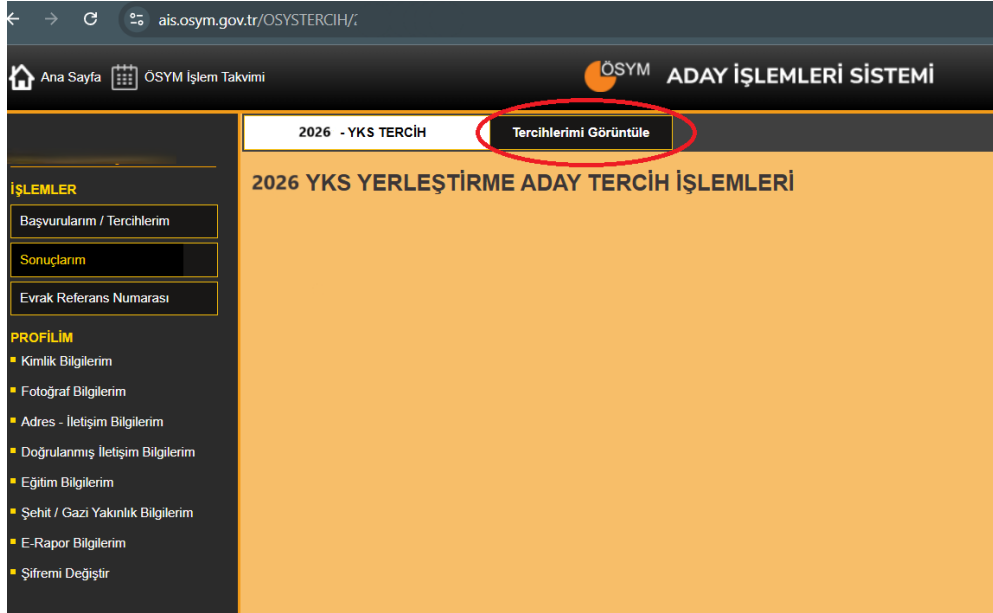 ais.osym.gov.tr/OSYSTERCIH/
Ana Sayfa ÖSYM İşlem Takvimi
ÖSYM ADAY İŞLEMLERİ SİSTEMİ
2026 - YKS TERCİH Tercihlerimi Görüntüle
2026 YKS YERLEŞTİRME ADAY TERCİH İŞLEMLERİ
İŞLEMLER
Başvurularım / Tercihlerim
Sonuçlarım
Evrak Referans Numarası
PROFİLİM
Kimlik Bilgilerim
Fotoğraf Bilgilerim
Adres - İletişim Bilgilerim
Doğrulanmış İletişim Bilgilerim
Eğitim Bilgilerim
Şehit / Gazi Yakınlık Bilgilerim
E-Rapor Bilgilerim
Şifremi Değiştir